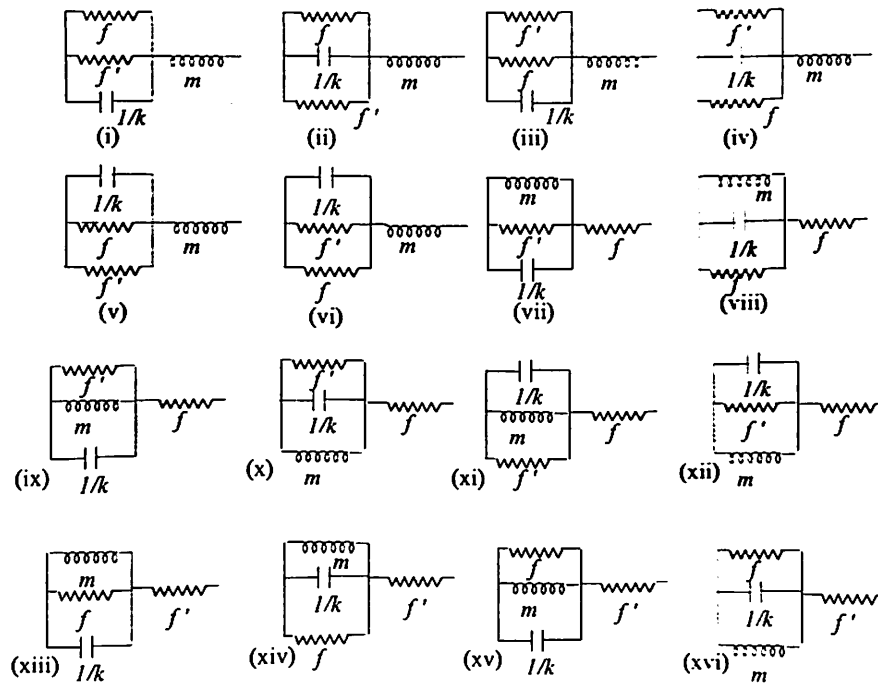 f f f' f'
f' 1/k f 1/k
m m m m
1/k f' 1/k f
(i) (ii) (iii) (iv)
1/k 1/k m m
f f' f' 1/k
m m f f
f' f 1/k f
(v) (vi) (vii) (viii)
f' f' 1/k 1/k
m 1/k m f'
f f f f
1/k m f' m
(ix) (x) (xi) (xii)
m m f f
f 1/k m 1/k
f' f' f' f'
1/k f 1/k m
(xiii) (xiv) (xv) (xvi)